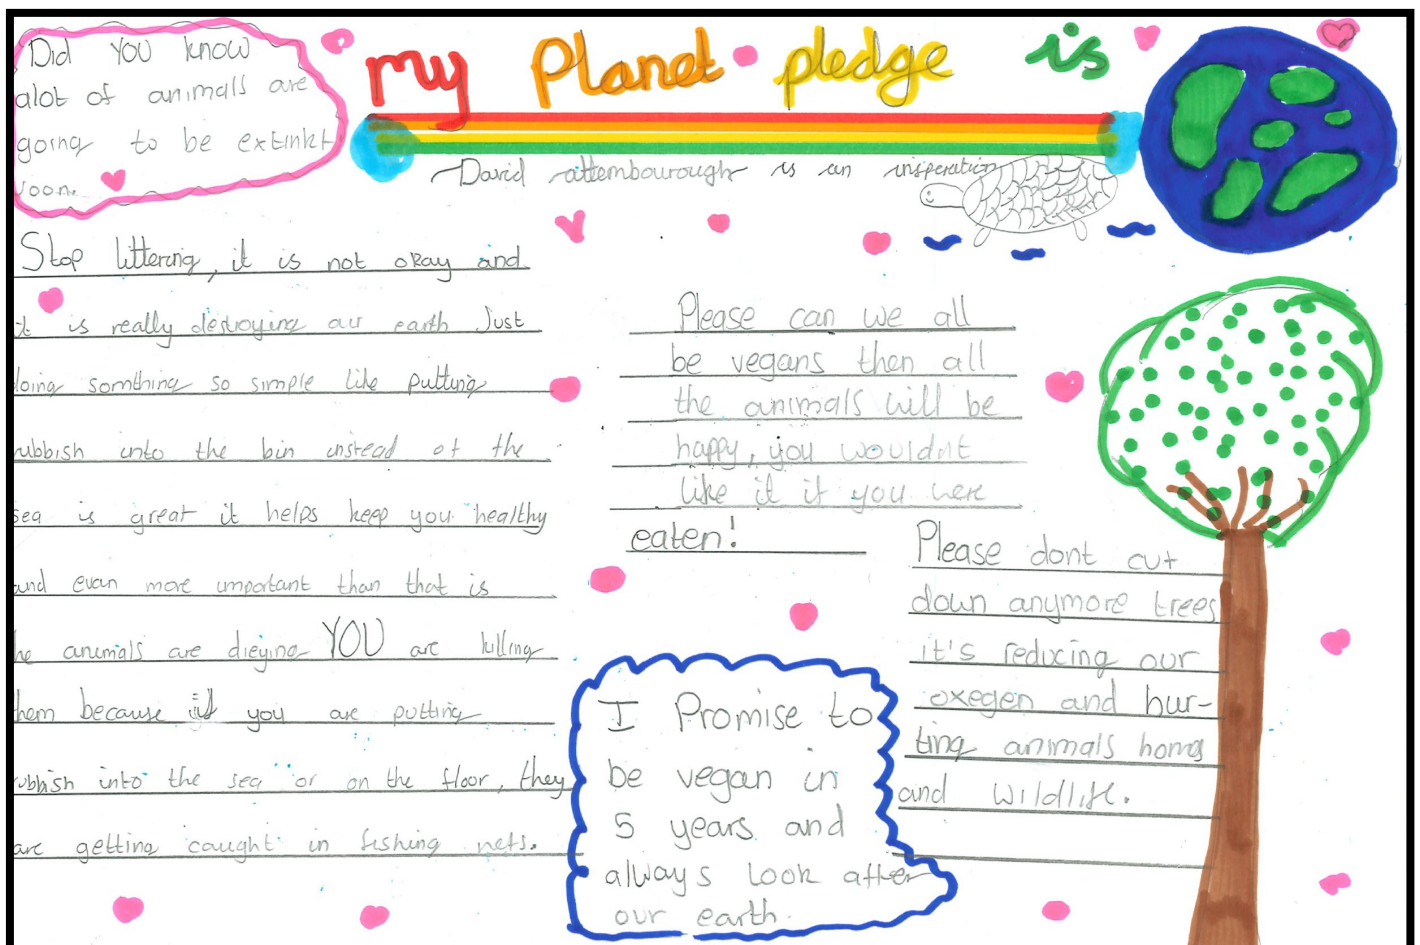 Did you know
alot of animals are
going to be extinkt
soon.
my Planet pledge is
David attembourough is an insperation
Stop littering, it is not okay and
it is really destroying our earth Just
doing somthing so simple like putting
rubbish into the bin instead of the
sea is great it helps keep you healthy
and evan more important than that is
he animals are dieying YOU are killing
them because you are putting
rubbish into the sea or on the floor, they
are getting caught in fishing nets.
Please can we all
be vegans then all
the animals will be
happy, you wouldnt
like it if you were
eaten!
I Promise to
be vegan in
5 years and
always look after
our earth.
Please dont cut
down anymore trees
it's reducing our
oxegen and hur-
ting animals homes
and wildlife.